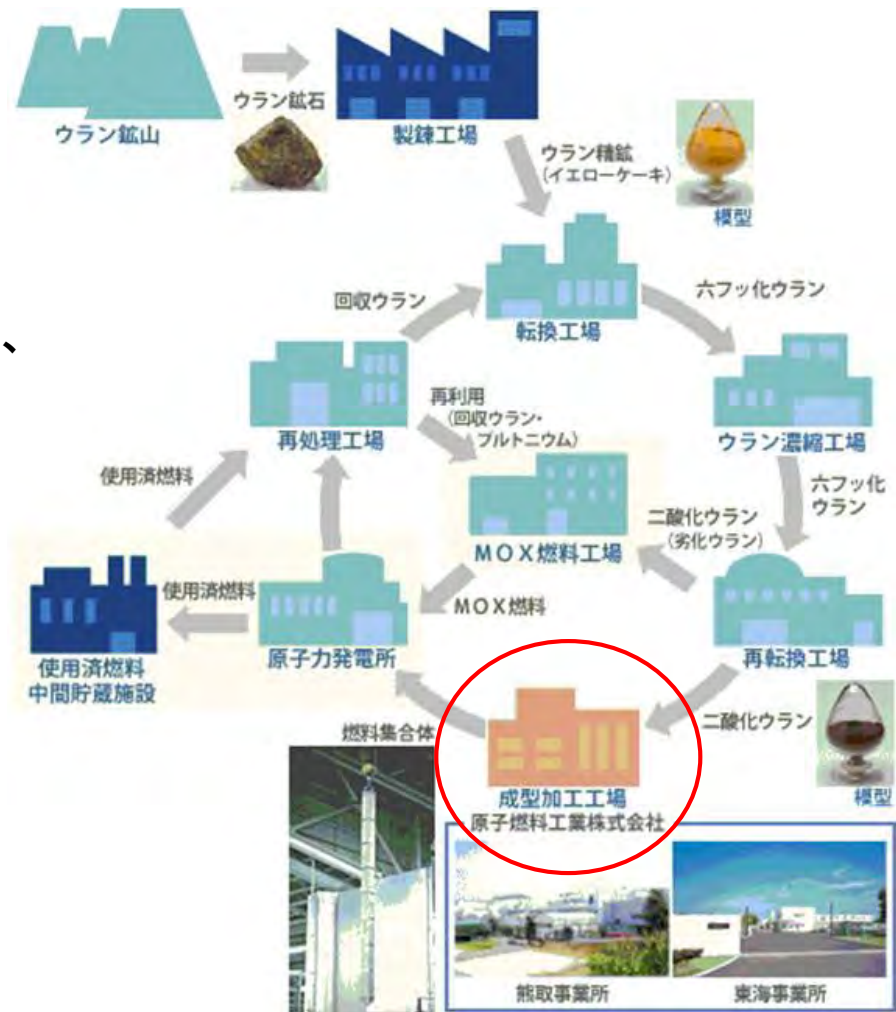 ウラン鉱山
ウラン鉱石
製錬工場
ウラン精鉱
(イエローケーキ)
模型
転換工場
回収ウラン
六フッ化ウラン
、
再処理工場
再利用
(回収ウラン・
プルトニウム)
ウラン濃縮工場
使用済燃料
六フッ化
ウラン
MOX燃料工場
二酸化ウラン
(劣化ウラン)
使用済燃料
MOX燃料
原子力発電所
使用済燃料
中間貯蔵施設
再転換工場
二酸化ウラン
模型
燃料集合体
成型加工工場
原子燃料工業株式会社
熊取事業所
東海事業所